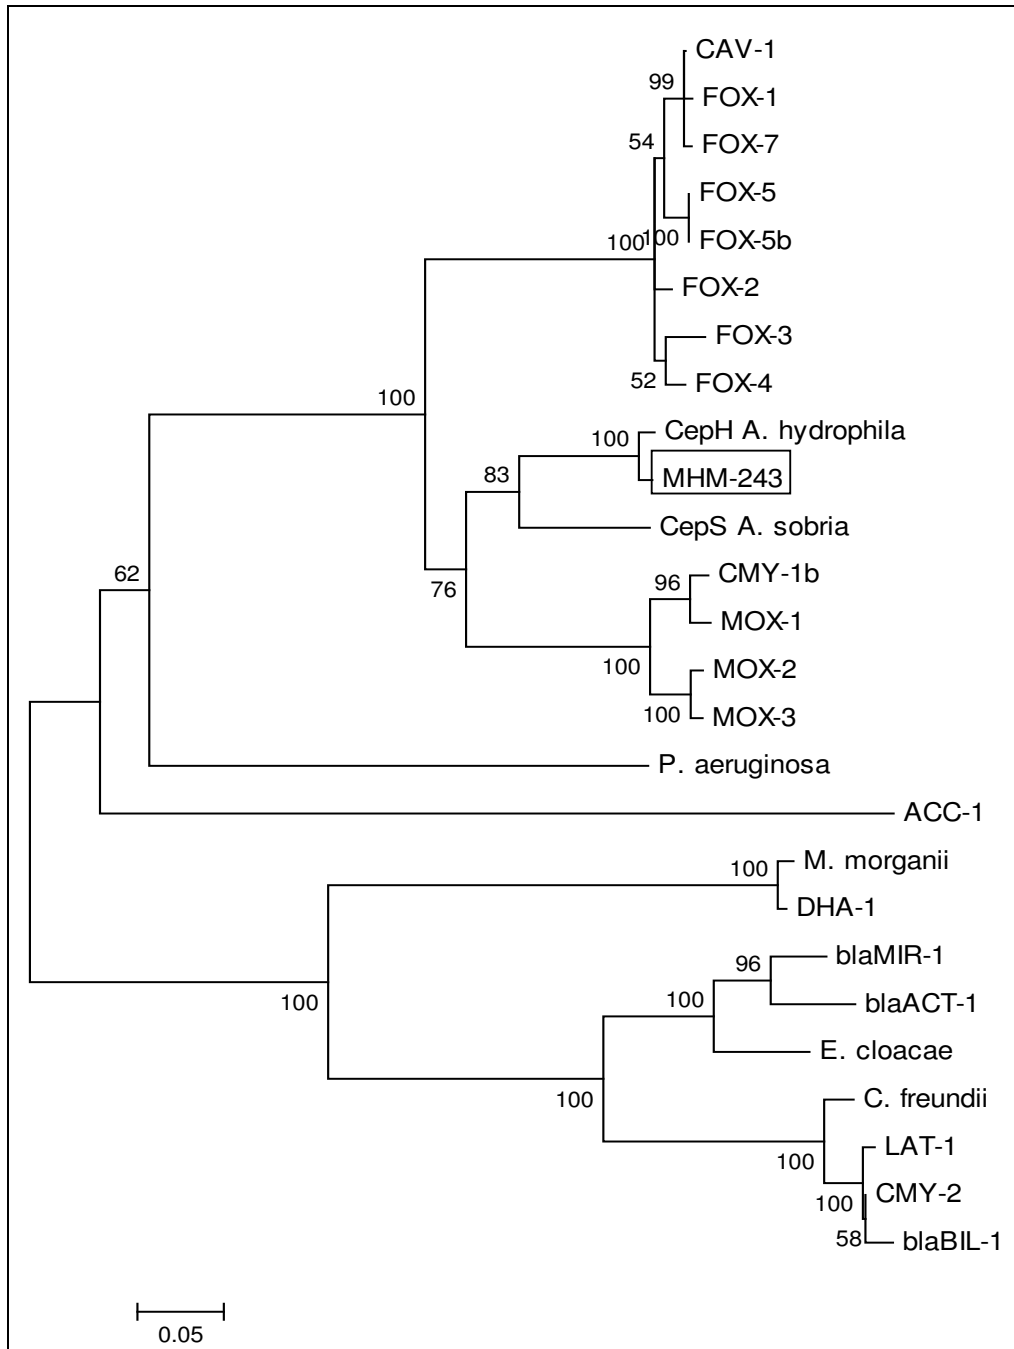 CAV-1
99
FOX-1
54
FOX-7
FOX-5
100
100
FOX-5b
FOX-2
FOX-3
52
FOX-4
100
CepH A. hydrophila
100
MHM-243
83
CepS A. sobria
CMY-1b
96
76
MOX-1
MOX-2
100
MOX-3
100
62
P. aeruginosa
ACC-1
M. morganii
100
DHA-1
blaMIR-1
96
blaACT-1
100
100
E. cloacae
C. freundii
100
LAT-1
100
CMY-2
100
58
blaBIL-1
0.05